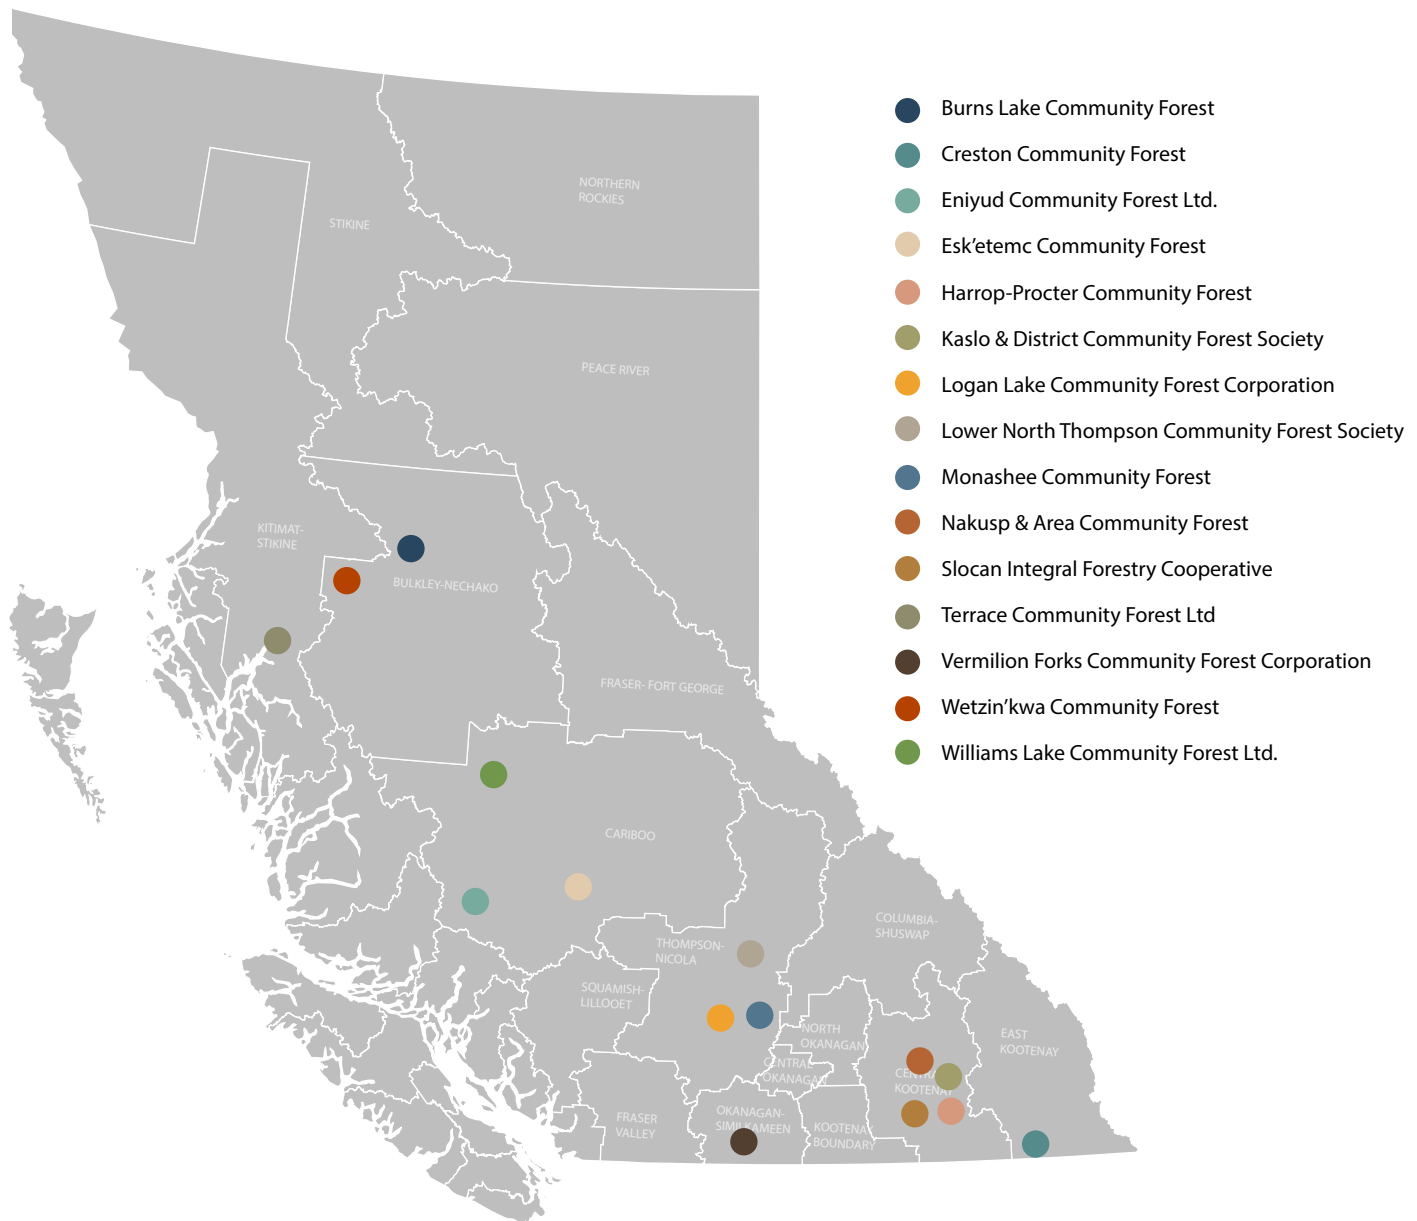 NORTHERN
ROCKIES
STIKINE
PEACE RIVER
KITIMAT-
STIKINE
BULKLEY-NECHAKO
FRASER- FORT GEORGE
CARIBOO
COLUMBIA-
SHUSWAP
THOMPSON-
NICOLA
SQUAMISH-
LILLOOET
NORTH
OKANAGAN
EAST
KOOTENAY
CENTRAL
OKANAGAN
CENTRAL
KOOTENAY
OKANAGAN-
SIMILKAMEEN
FRASER
VALLEY
KOOTENAY
BOUNDARY
Burns Lake Community Forest
Creston Community Forest
Eniyud Community Forest Ltd.
Esk’etemc Community Forest
Harrop-Procter Community Forest
Kaslo & District Community Forest Society
Logan Lake Community Forest Corporation
Lower North Thompson Community Forest Society
Monashee Community Forest
Nakusp & Area Community Forest
Slocan Integral Forestry Cooperative
Terrace Community Forest Ltd
Vermilion Forks Community Forest Corporation
Wetzin’kwa Community Forest
Williams Lake Community Forest Ltd.